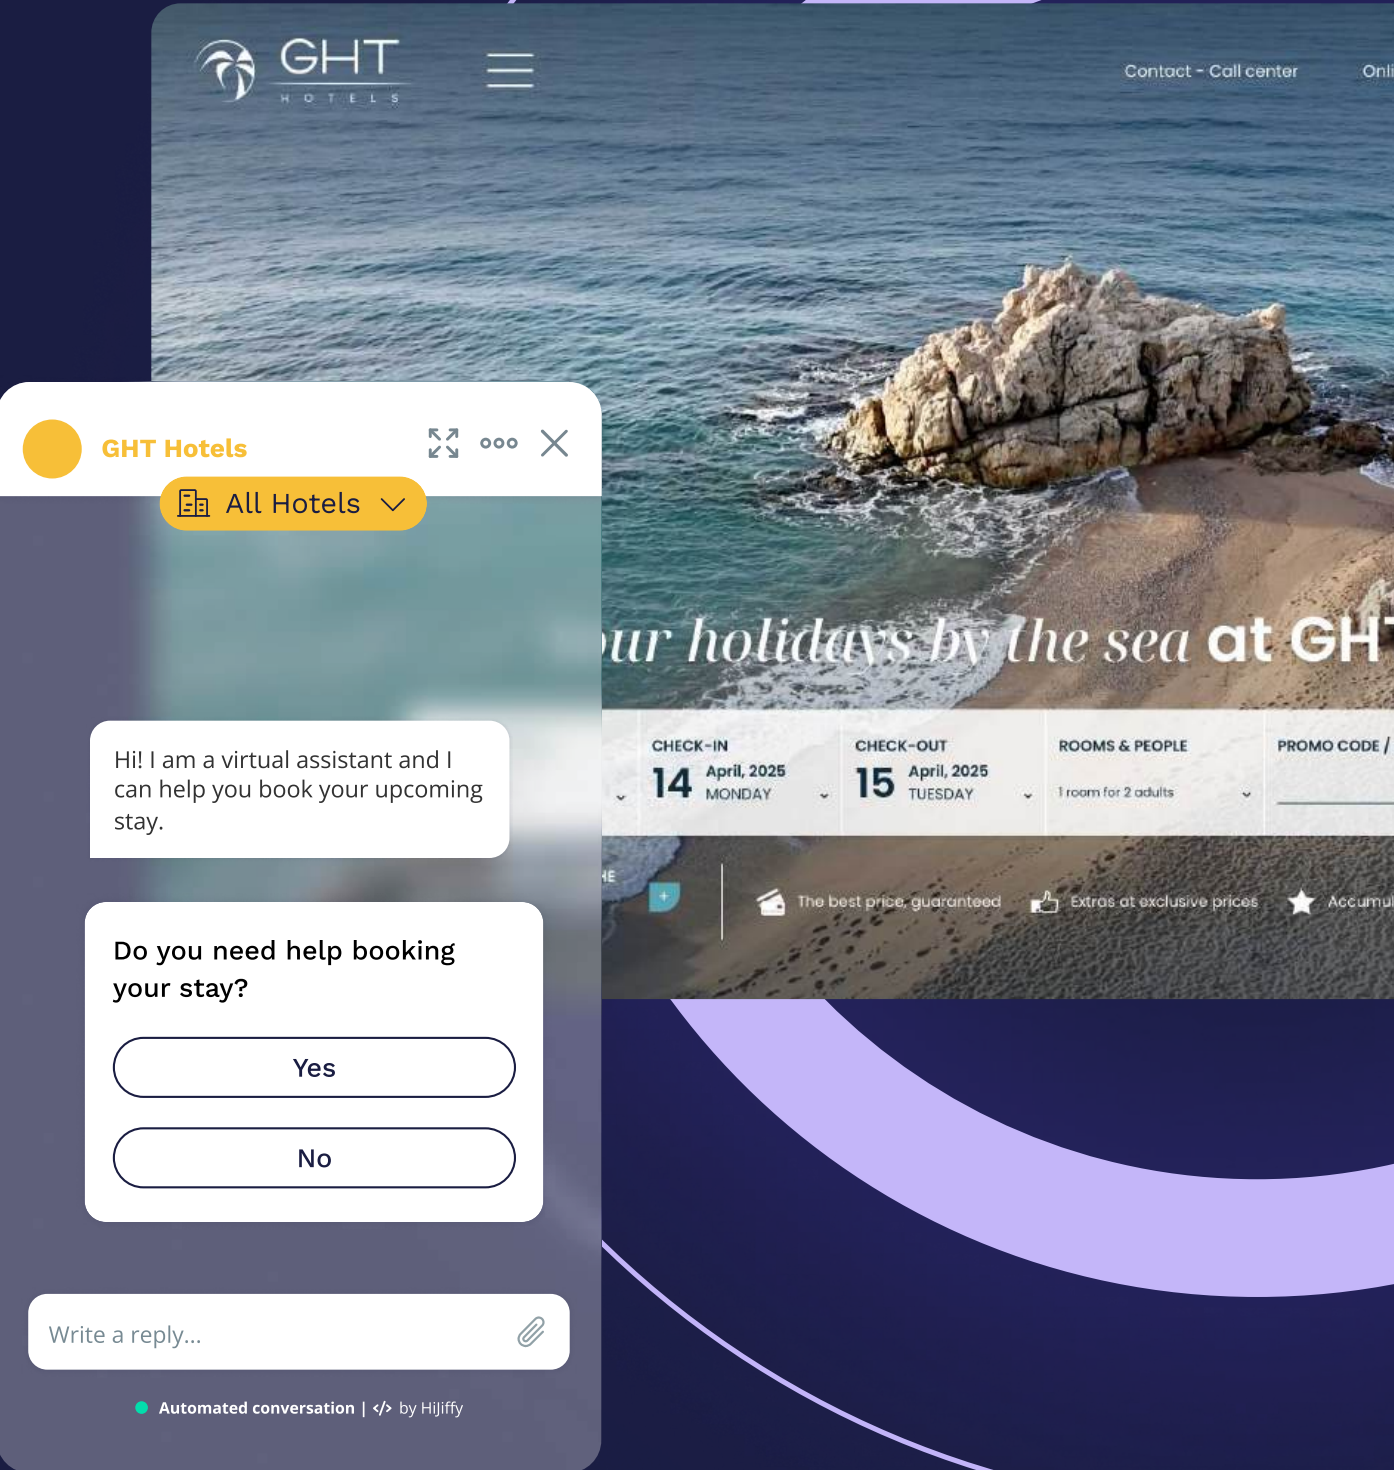 GHT
HOTELS
Contact - Call center
GHT Hotels
All Hotels
holidays by the sea at
CHECK-IN
14 April, 2025
MONDAY
CHECK-OUT
15 April, 2025
TUESDAY
ROOMS & PEOPLE
1 room for 2 adults
PROMO CODE /
The best price, guaranteed
Extras at exclusive prices
Hi! I am a virtual assistant and I
can help you book your upcoming
stay.
Do you need help booking
your stay?
Yes
No
Write a reply...
Automated conversation | </> by HiJiffy